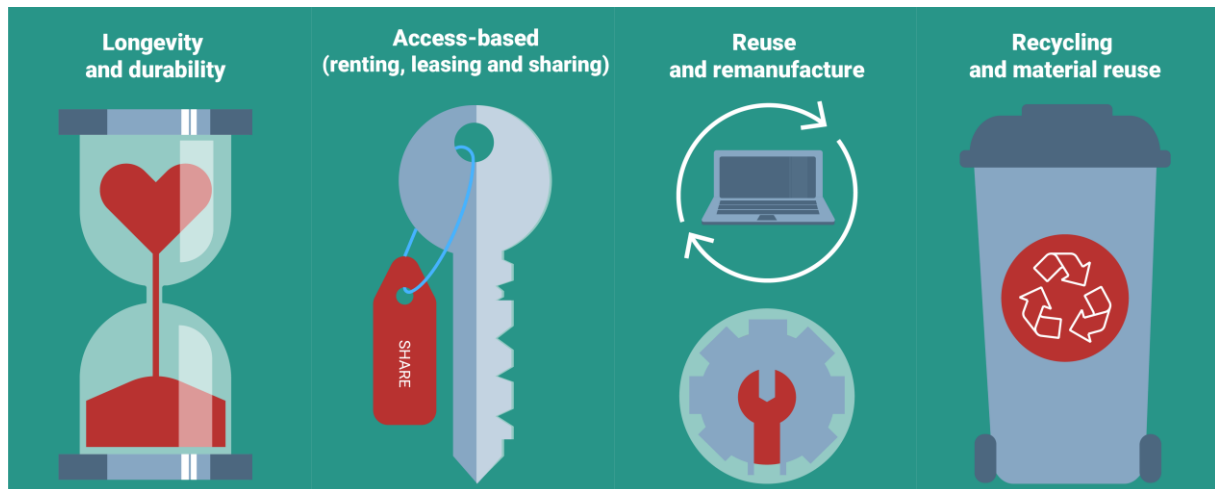 Longevity
and durability
Access-based
(renting, leasing and sharing)
Reuse
and remanufacture
Recycling
and material reuse
SHARE